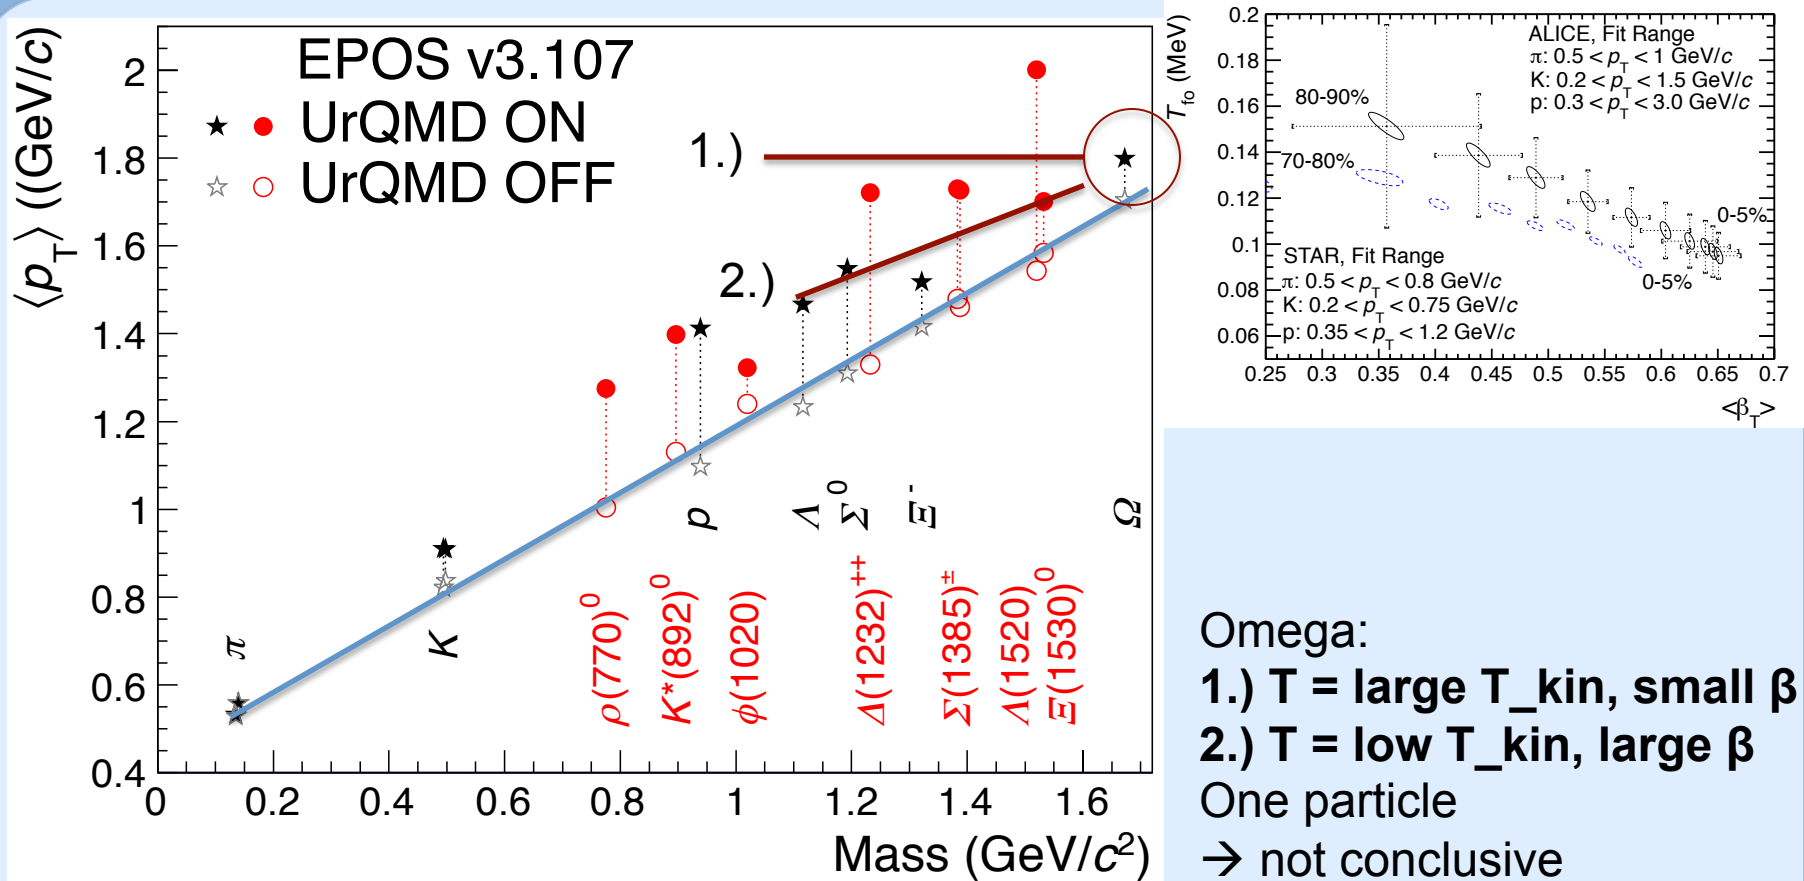 EPOS v3.107
UrQMD ON
UrQMD OFF
⟨p_T⟩ ((GeV/c)
2
1.8
1.6
1.4
1.2
1
0.8
0.6
0.4
0 0.2 0.4 0.6 0.8 1 1.2 1.4 1.6
Mass (GeV/c²)
1.)
2.)
π
K
p
Λ
Σ⁰
Ξ⁻
Ω
ρ(770)⁰
K*(892)⁰
ϕ(1020)
Δ(1232)⁺⁺
Σ(1385)±
Λ(1520)
Ξ(1530)⁰
T_fo (MeV)
0.2
0.18
0.16
0.14
0.12
0.1
0.08
0.06
0.25 0.3 0.35 0.4 0.45 0.5 0.55 0.6 0.65 0.7
<β_T>
ALICE, Fit Range
π: 0.5 < p_T < 1 GeV/c
K: 0.2 < p_T < 1.5 GeV/c
p: 0.3 < p_T < 3.0 GeV/c
80-90%
70-80%
0-5%
STAR, Fit Range
π: 0.5 < p_T < 0.8 GeV/c
0-5%
K: 0.2 < p_T < 0.75 GeV/c
p: 0.35 < p_T < 1.2 GeV/c
Omega:
1.) T = large T_kin, small β
2.) T = low T_kin, large β
One particle
→ not conclusive